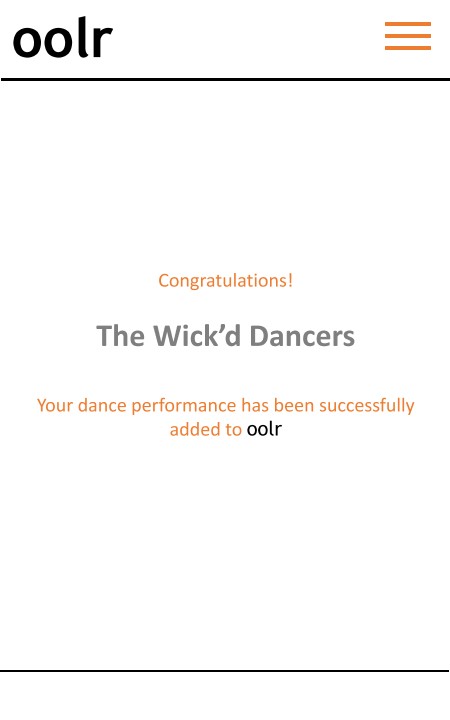 oolr
Congratulations!
The Wick’d Dancers
Your dance performance has been successfully
added to oolr